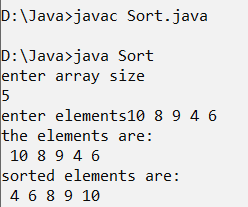 D:\Java>javac Sort.java
D:\Java>java Sort
enter array size
5
enter elements10 8 9 4 6
the elements are:
10 8 9 4 6
sorted elements are:
4 6 8 9 10